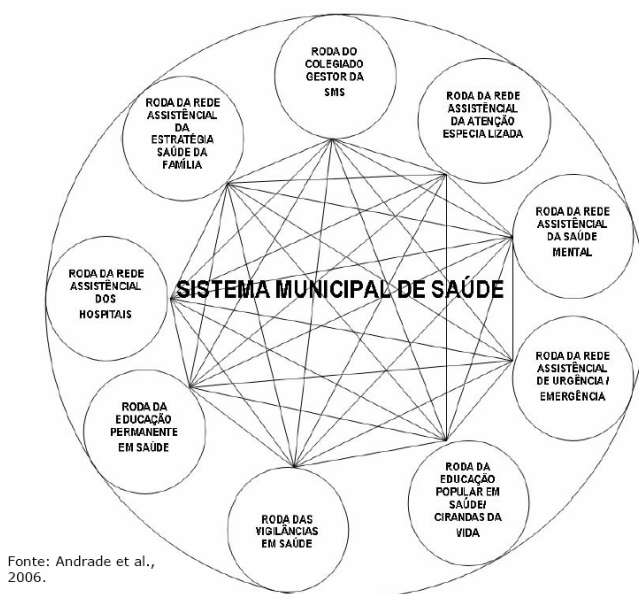 RODA DO
COLEGIADO
GESTOR DA
SMS
RODA DA REDE
ASSISTÊNCIAL
DA ATENÇÃO
ESPECIALIZADA
RODA DA REDE
ASSISTÊNCIAL
DA
ESTRATÉGIA
SAÚDE DA
FAMÍLIA
RODA DA REDE
ASSISTÊNCIAL
DA SAÚDE
MENTAL
RODA DA REDE
ASSISTÊNCIAL
DOS
HOSPITAIS
SISTEMA MUNICIPAL DE SAÚDE
RODA DA REDE
ASSISTÊNCIAL
DE URGÊNCIA /
EMERGÊNCIA
RODA DA
EDUCAÇÃO
PERMANENTE
EM SAÚDE
RODA DA
EDUCAÇÃO
POPULAR EM
SAÚDE/
CIRANDAS DA
VIDA
RODA DAS
VIGILÂNCIAS
EM SAÚDE
Fonte: Andrade et al.,
2006.